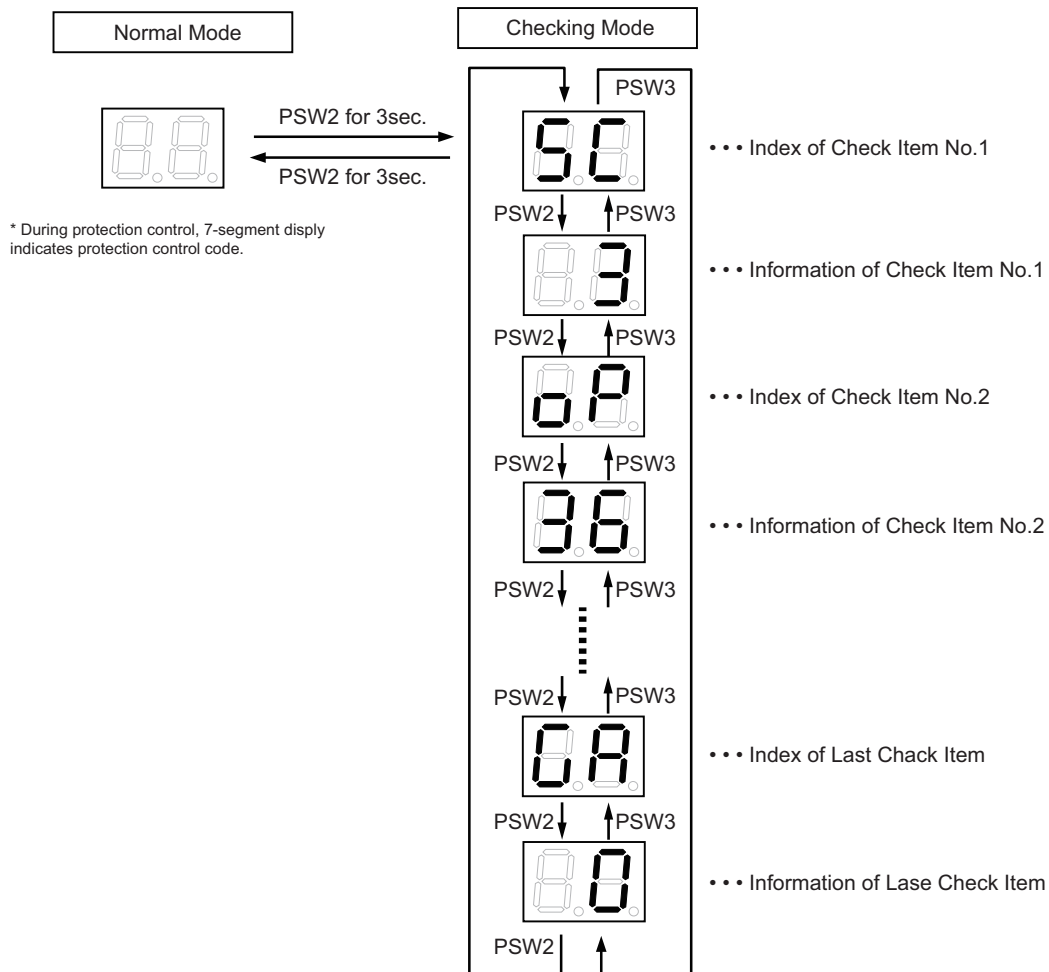 Normal Mode
Checking Mode
PSW3
PSW2 for 3sec.
PSW2 for 3sec.
SC
• • • Index of Check Item No.1
* During protection control, 7-segment disply
indicates protection control code.
PSW2 PSW3
3
• • • Information of Check Item No.1
PSW2 PSW3
oP
• • • Index of Check Item No.2
PSW2 PSW3
36
• • • Information of Check Item No.2
PSW2 PSW3
PSW2 PSW3
GA
• • • Index of Last Chack Item
PSW2 PSW3
0
• • • Information of Lase Check Item
PSW2